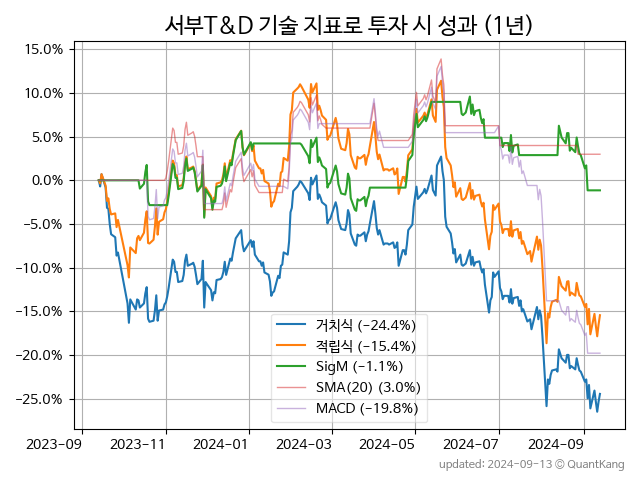 서부T&D 기술 지표로 투자 시 성과 (1년)
15.0%
10.0%
5.0%
0.0%
−5.0%
−10.0%
−15.0%
−20.0%
−25.0%
거치식 (−24.4%)
적립식 (−15.4%)
SigM (−1.1%)
SMA(20) (3.0%)
MACD (−19.8%)
2023-09 2023-11 2024-01 2024-03 2024-05 2024-07 2024-09
updated: 2024-09-13 © QuantKang